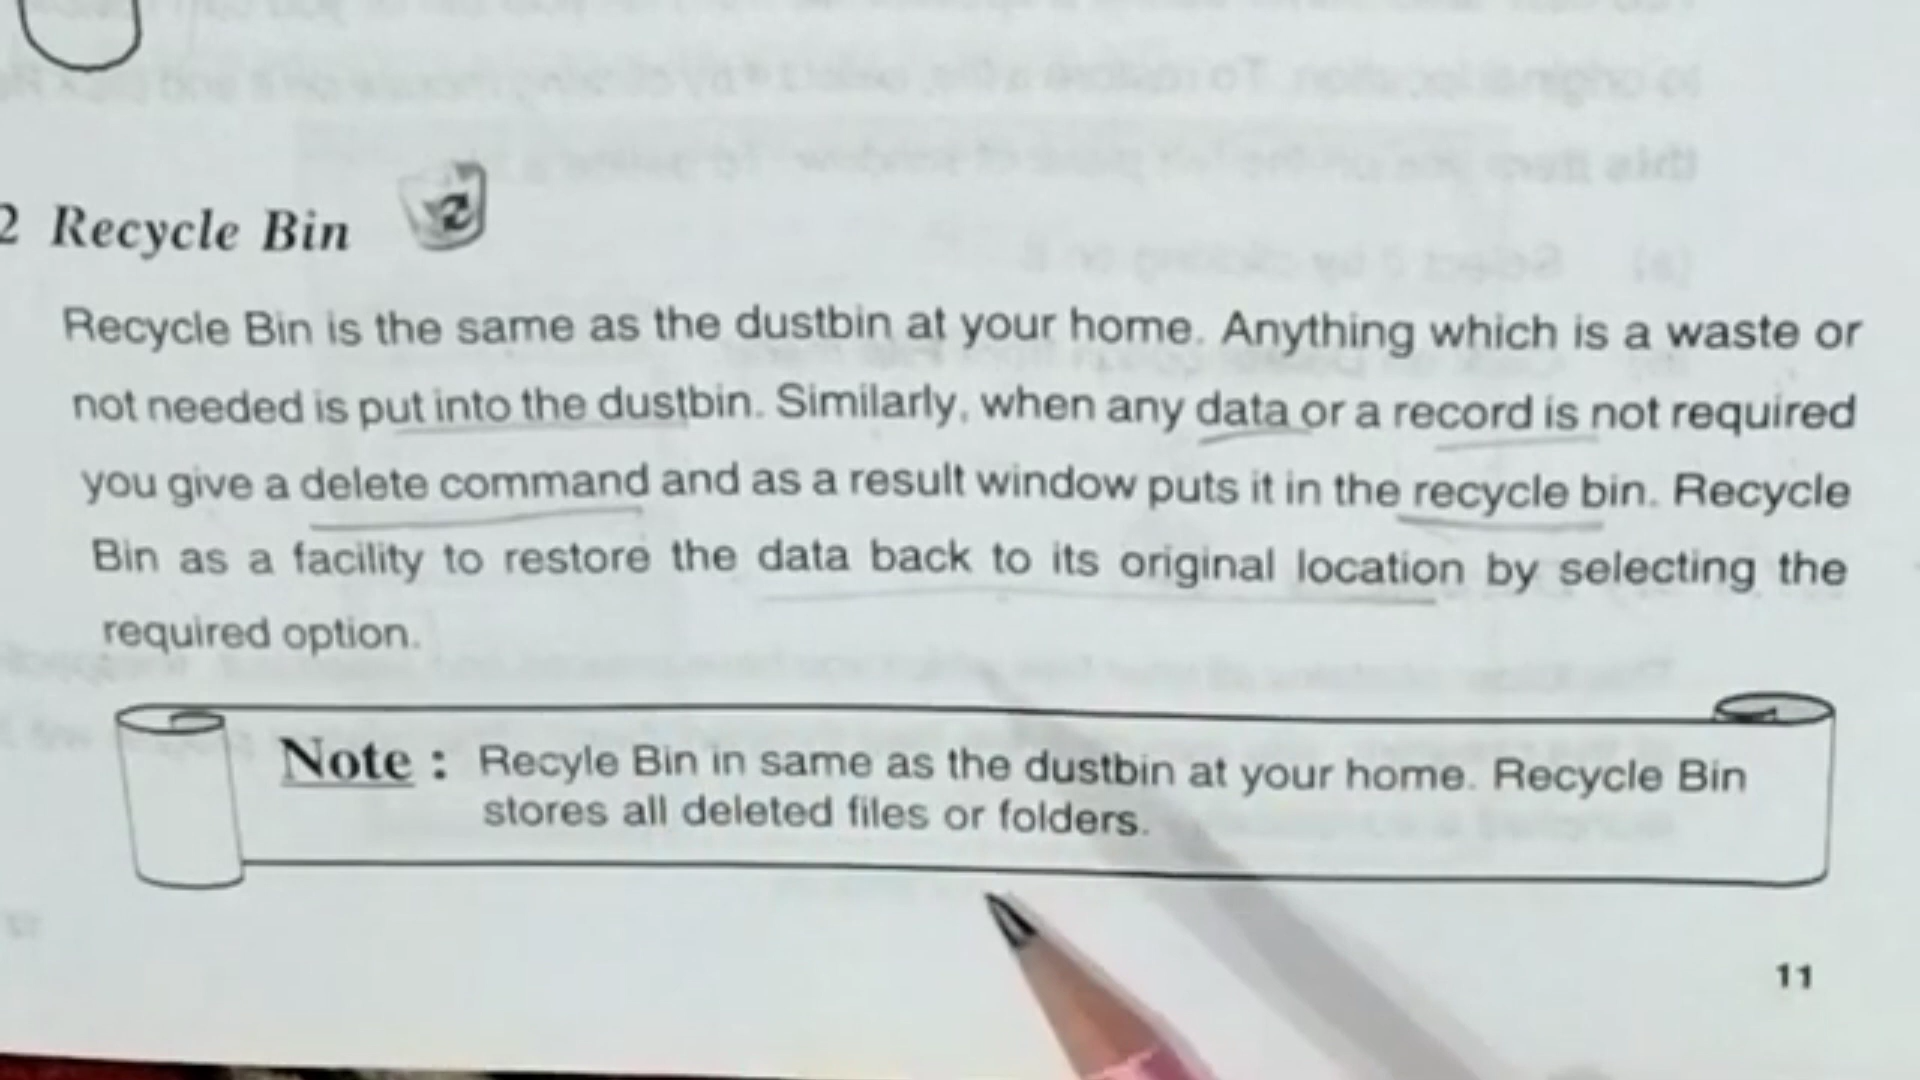 2 Recycle Bin
Recycle Bin is the same as the dustbin at your home. Anything which is a waste or
not needed is put into the dustbin. Similarly, when any data or a record is not required
you give a delete command and as a result window puts it in the recycle bin. Recycle
Bin as a facility to restore the data back to its original location by selecting the
required option.
Note : Recyle Bin in same as the dustbin at your home. Recycle Bin
stores all deleted files or folders.
11